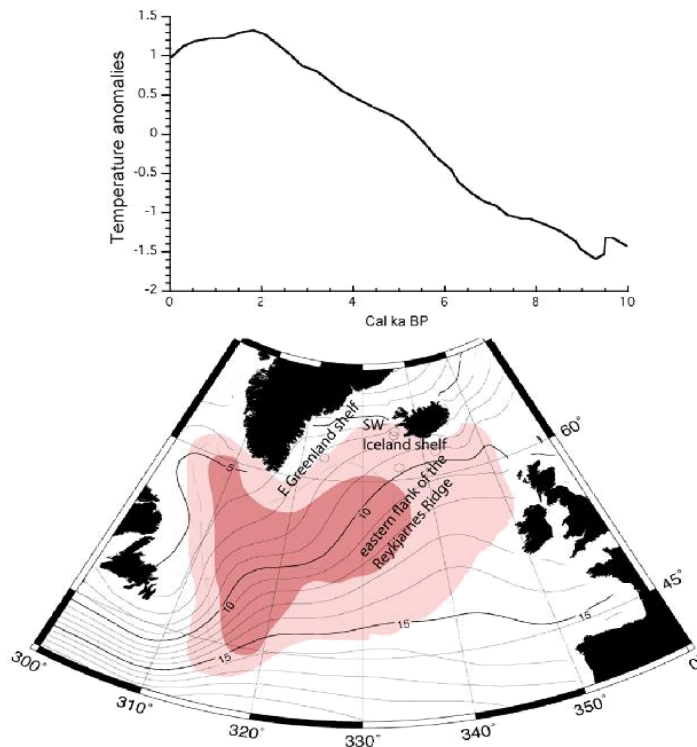 1.5
1
0.5
0
-0.5
-1
-1.5
-2
Temperature anomalies
0 2 4 6 8 10
Cal ka BP
E Greenland shelf
SW
Iceland shelf
eastern flank of the
Reykjarnes Ridge
5
10
10
15
15
60°
45°
300°
310°
320°
330°
340°
350°